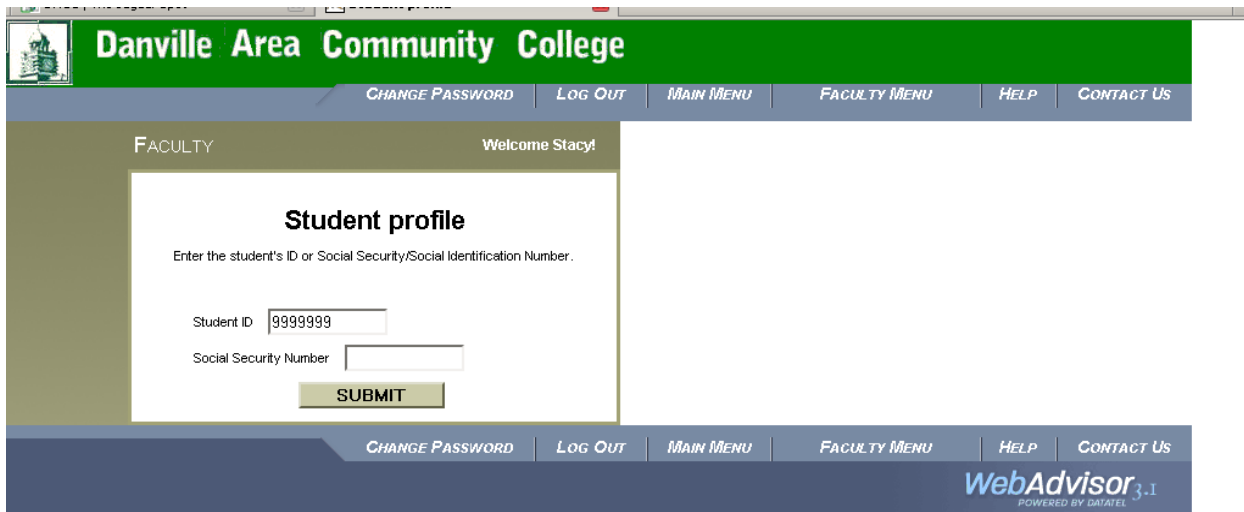 Danville Area Community College
CHANGE PASSWORD LOG OUT MAIN MENU FACULTY MENU HELP CONTACT US
FACULTY Welcome Stacy!
Student profile
Enter the student's ID or Social Security/Social Identification Number.
Student ID 9999999
Social Security Number
SUBMIT
CHANGE PASSWORD LOG OUT MAIN MENU FACULTY MENU HELP CONTACT US
WebAdvisor 3.1
POWERED BY DATATEL